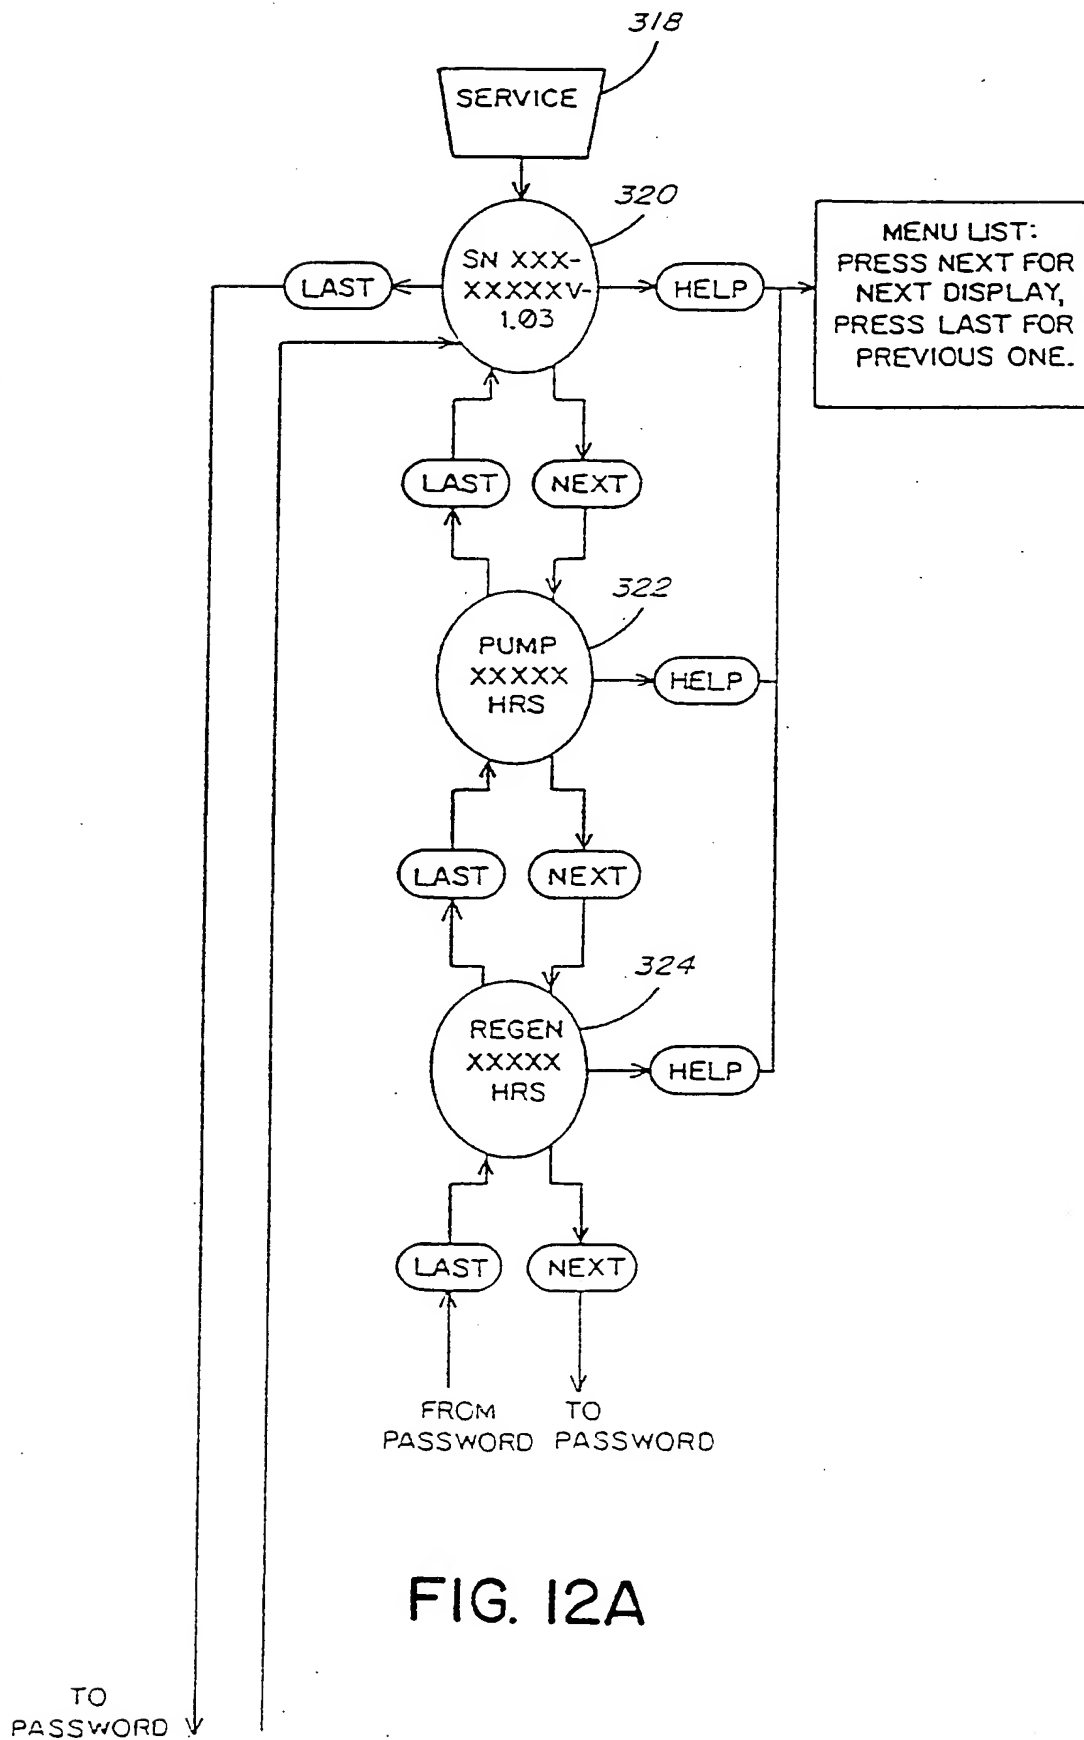 318
SERVICE
320
SN XXX-
XXXXXV-
1.03
LAST
HELP
MENU LIST:
PRESS NEXT FOR
NEXT DISPLAY,
PRESS LAST FOR
PREVIOUS ONE.
LAST
NEXT
322
PUMP
XXXXX
HRS
HELP
LAST
NEXT
324
REGEN
XXXXX
HRS
HELP
LAST
NEXT
FROM
PASSWORD
TO
PASSWORD
FIG. 12A
TO
PASSWORD